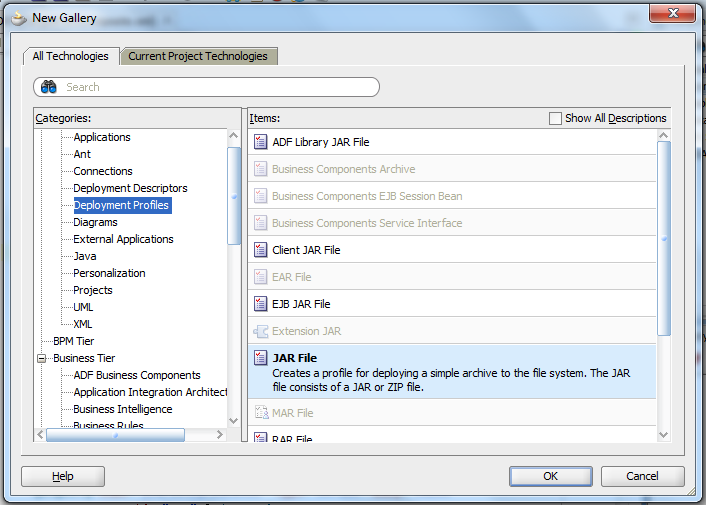 New Gallery
All Technologies
Current Project Technologies
Search
Categories:
Applications
Ant
Connections
Deployment Descriptors
Deployment Profiles
Diagrams
External Applications
Java
Personalization
Projects
UML
XML
BPM Tier
Business Tier
ADF Business Components
Application Integration Architect
Business Intelligence
Business Rules
Items:
Show All Descriptions
ADF Library JAR File
Business Components Archive
Business Components EJB Session Bean
Business Components Service Interface
Client JAR File
EAR File
EJB JAR File
Extension JAR
JAR File
Creates a profile for deploying a simple archive to the file system. The JAR
file consists of a JAR or ZIP file.
MAR File
RAR File
Help
OK
Cancel